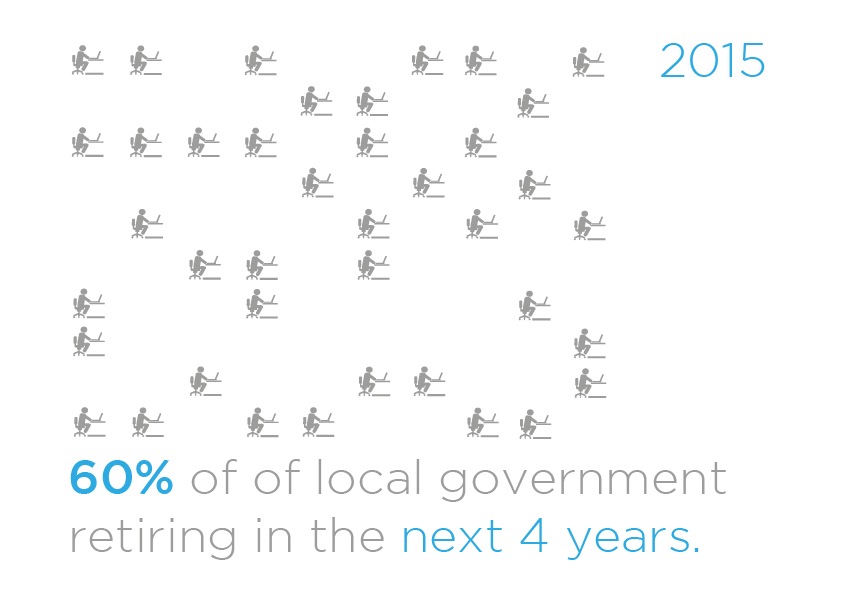 2015
60% of of local government
retiring in the next 4 years.